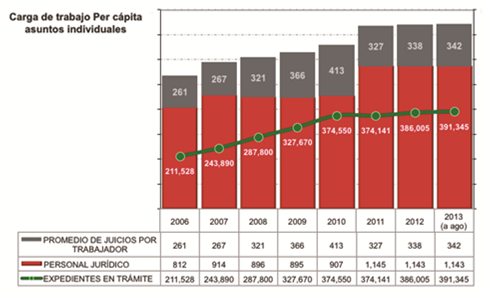 Carga de trabajo Per cápita
asuntos individuales
261
267
321
366
413
327
338
342
211,528
243,890
287,800
327,670
374,550
374,141
386,005
391,345
2006 2007 2008 2009 2010 2011 2012 2013
(a ago)
PROMEDIO DE JUICIOS POR
TRABAJADOR 261 267 321 366 413 327 338 342
PERSONAL JURÍDICO 812 914 896 895 907 1,145 1,143 1,143
EXPEDIENTES EN TRÁMITE 211,528 243,890 287,800 327,670 374,550 374,141 386,005 391,345